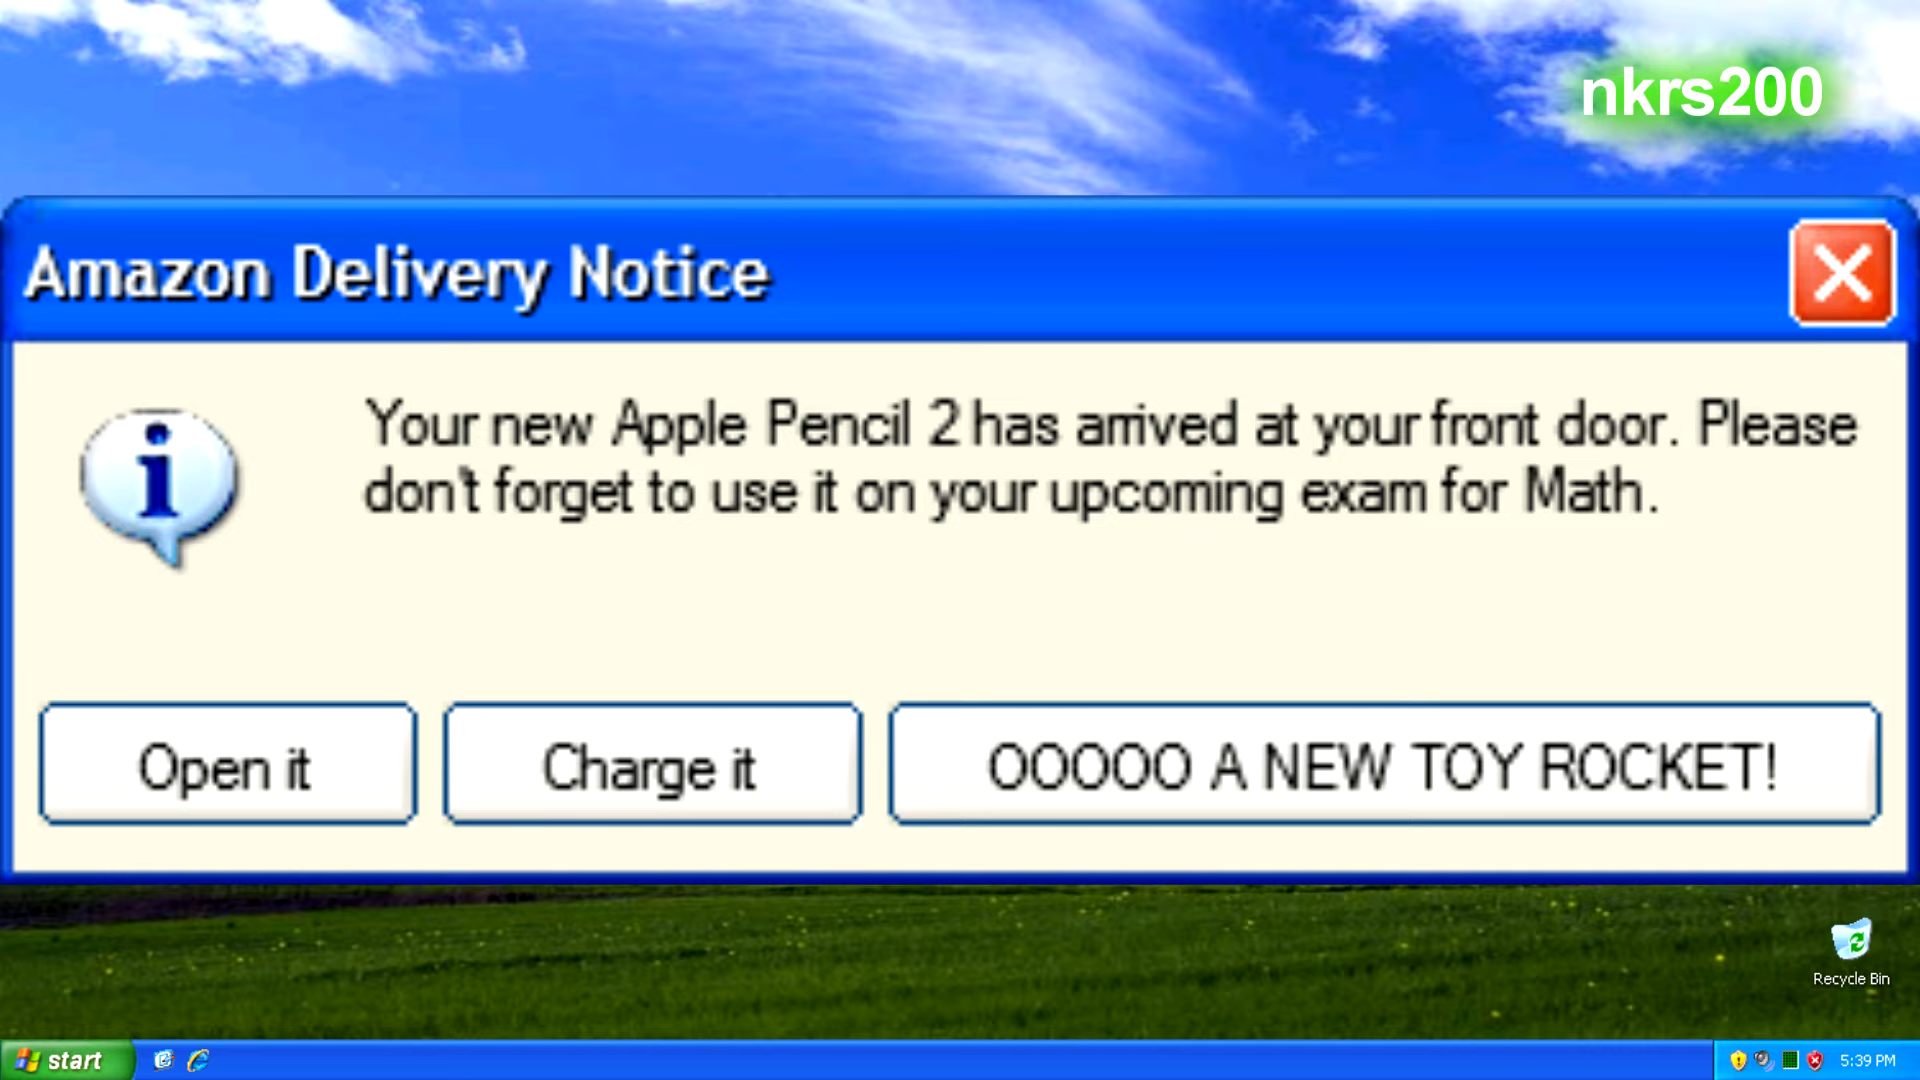 nkrs200
Amazon Delivery Notice
Your new Apple Pencil 2 has arrived at your front door. Please
don't forget to use it on your upcoming exam for Math.
Open it
Charge it
OOOOO A NEW TOY ROCKET!
Recycle Bin
start
5:39 PM